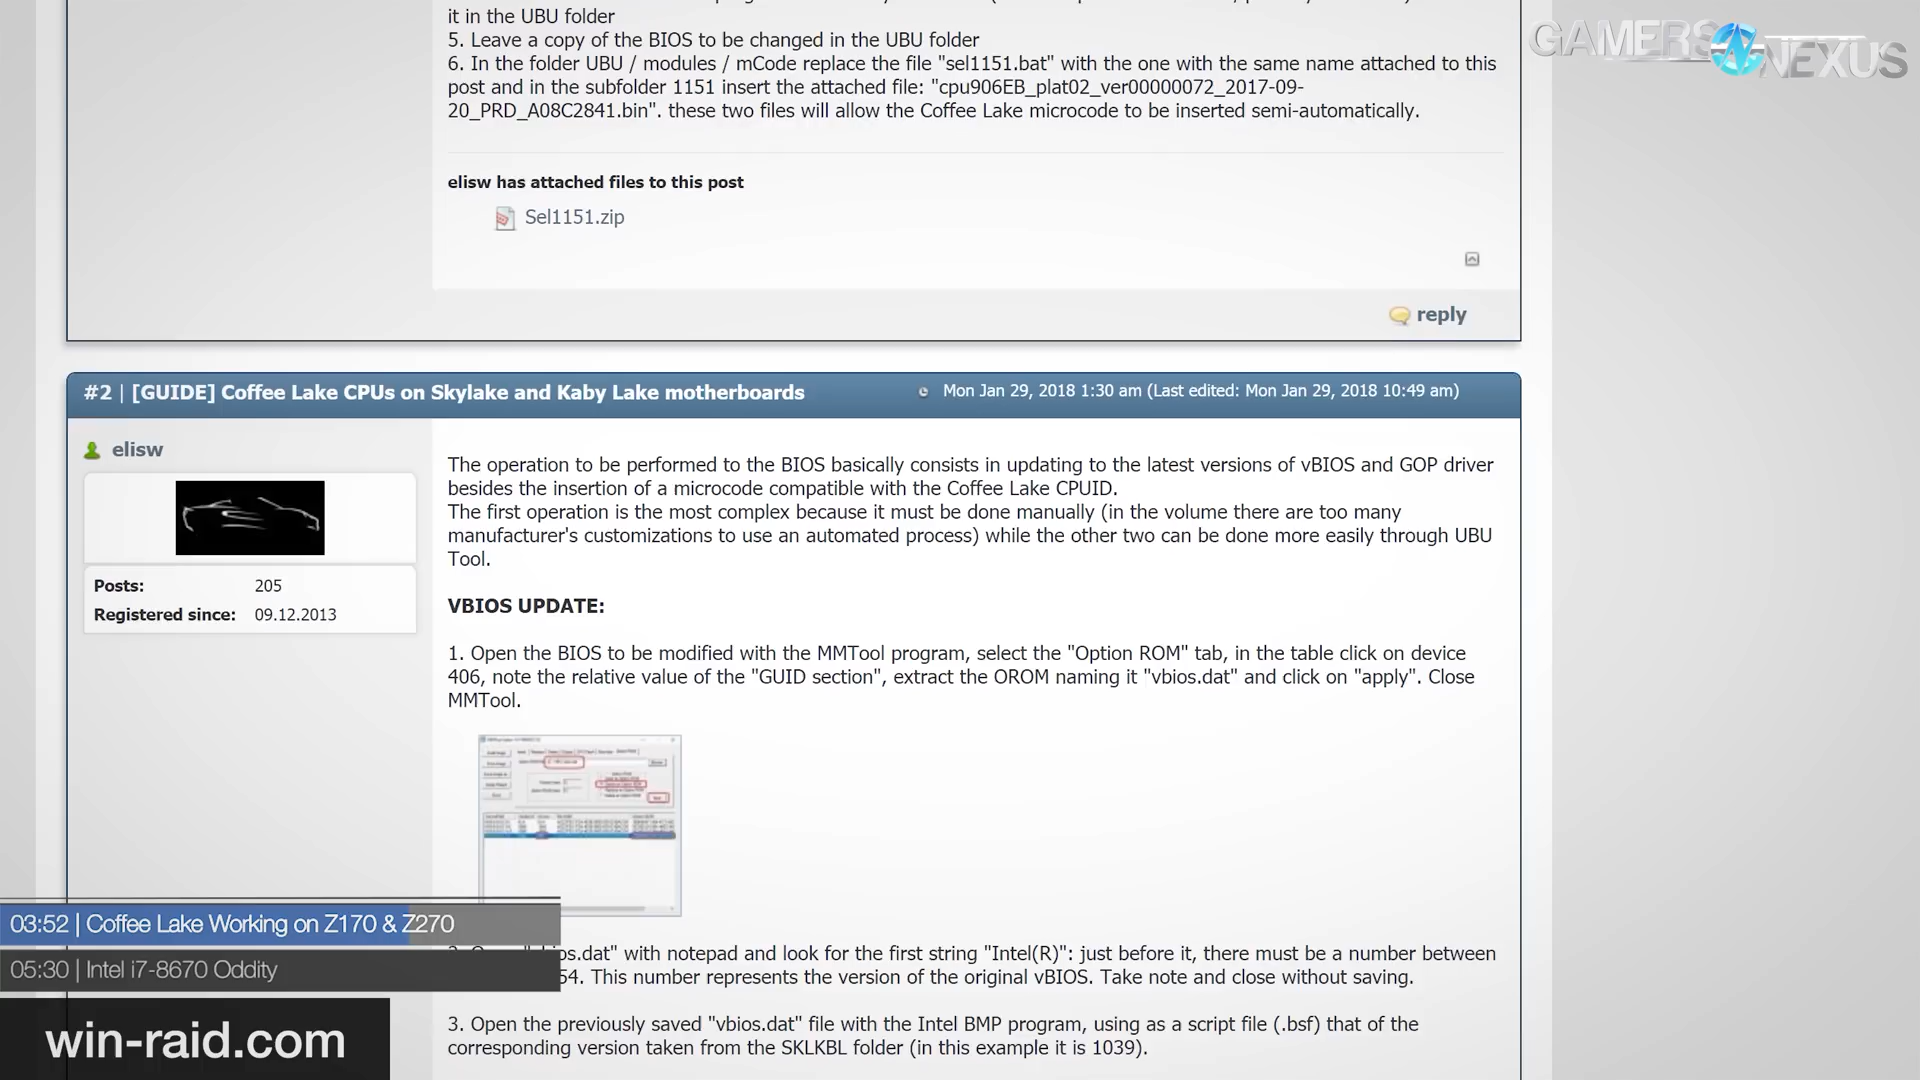 it in the UBU folder
5. Leave a copy of the BIOS to be changed in the UBU folder
6. In the folder UBU / modules / mCode replace the file "sel1151.bat" with the one with the same name attached to this
post and in the subfolder 1151 insert the attached file: "cpu906EB_plat02_ver00000072_2017-09-
20_PRD_A08C2841.bin". these two files will allow the Coffee Lake microcode to be inserted semi-automatically.
GAMERS NEXUS
elisw has attached files to this post
Sel1151.zip
reply
#2 | [GUIDE] Coffee Lake CPUs on Skylake and Kaby Lake motherboards
Mon Jan 29, 2018 1:30 am (Last edited: Mon Jan 29, 2018 10:49 am)
elisw
Posts: 205
Registered since: 09.12.2013
The operation to be performed to the BIOS basically consists in updating to the latest versions of vBIOS and GOP driver
besides the insertion of a microcode compatible with the Coffee Lake CPUID.
The first operation is the most complex because it must be done manually (in the volume there are too many
manufacturer's customizations to use an automated process) while the other two can be done more easily through UBU
Tool.
VBIOS UPDATE:
1. Open the BIOS to be modified with the MMTool program, select the "Option ROM" tab, in the table click on device
406, note the relative value of the "GUID section", extract the OROM naming it "vbios.dat" and click on "apply". Close
MMTool.
dat" with notepad and look for the first string "Intel(R)": just before it, there must be a number between
54. This number represents the version of the original vBIOS. Take note and close without saving.
3. Open the previously saved "vbios.dat" file with the Intel BMP program, using as a script file (.bsf) that of the
corresponding version taken from the SKLKBL folder (in this example it is 1039).
03:52 | Coffee Lake Working on Z170 & Z270
05:30 | Intel i7-8670 Oddity
win-raid.com